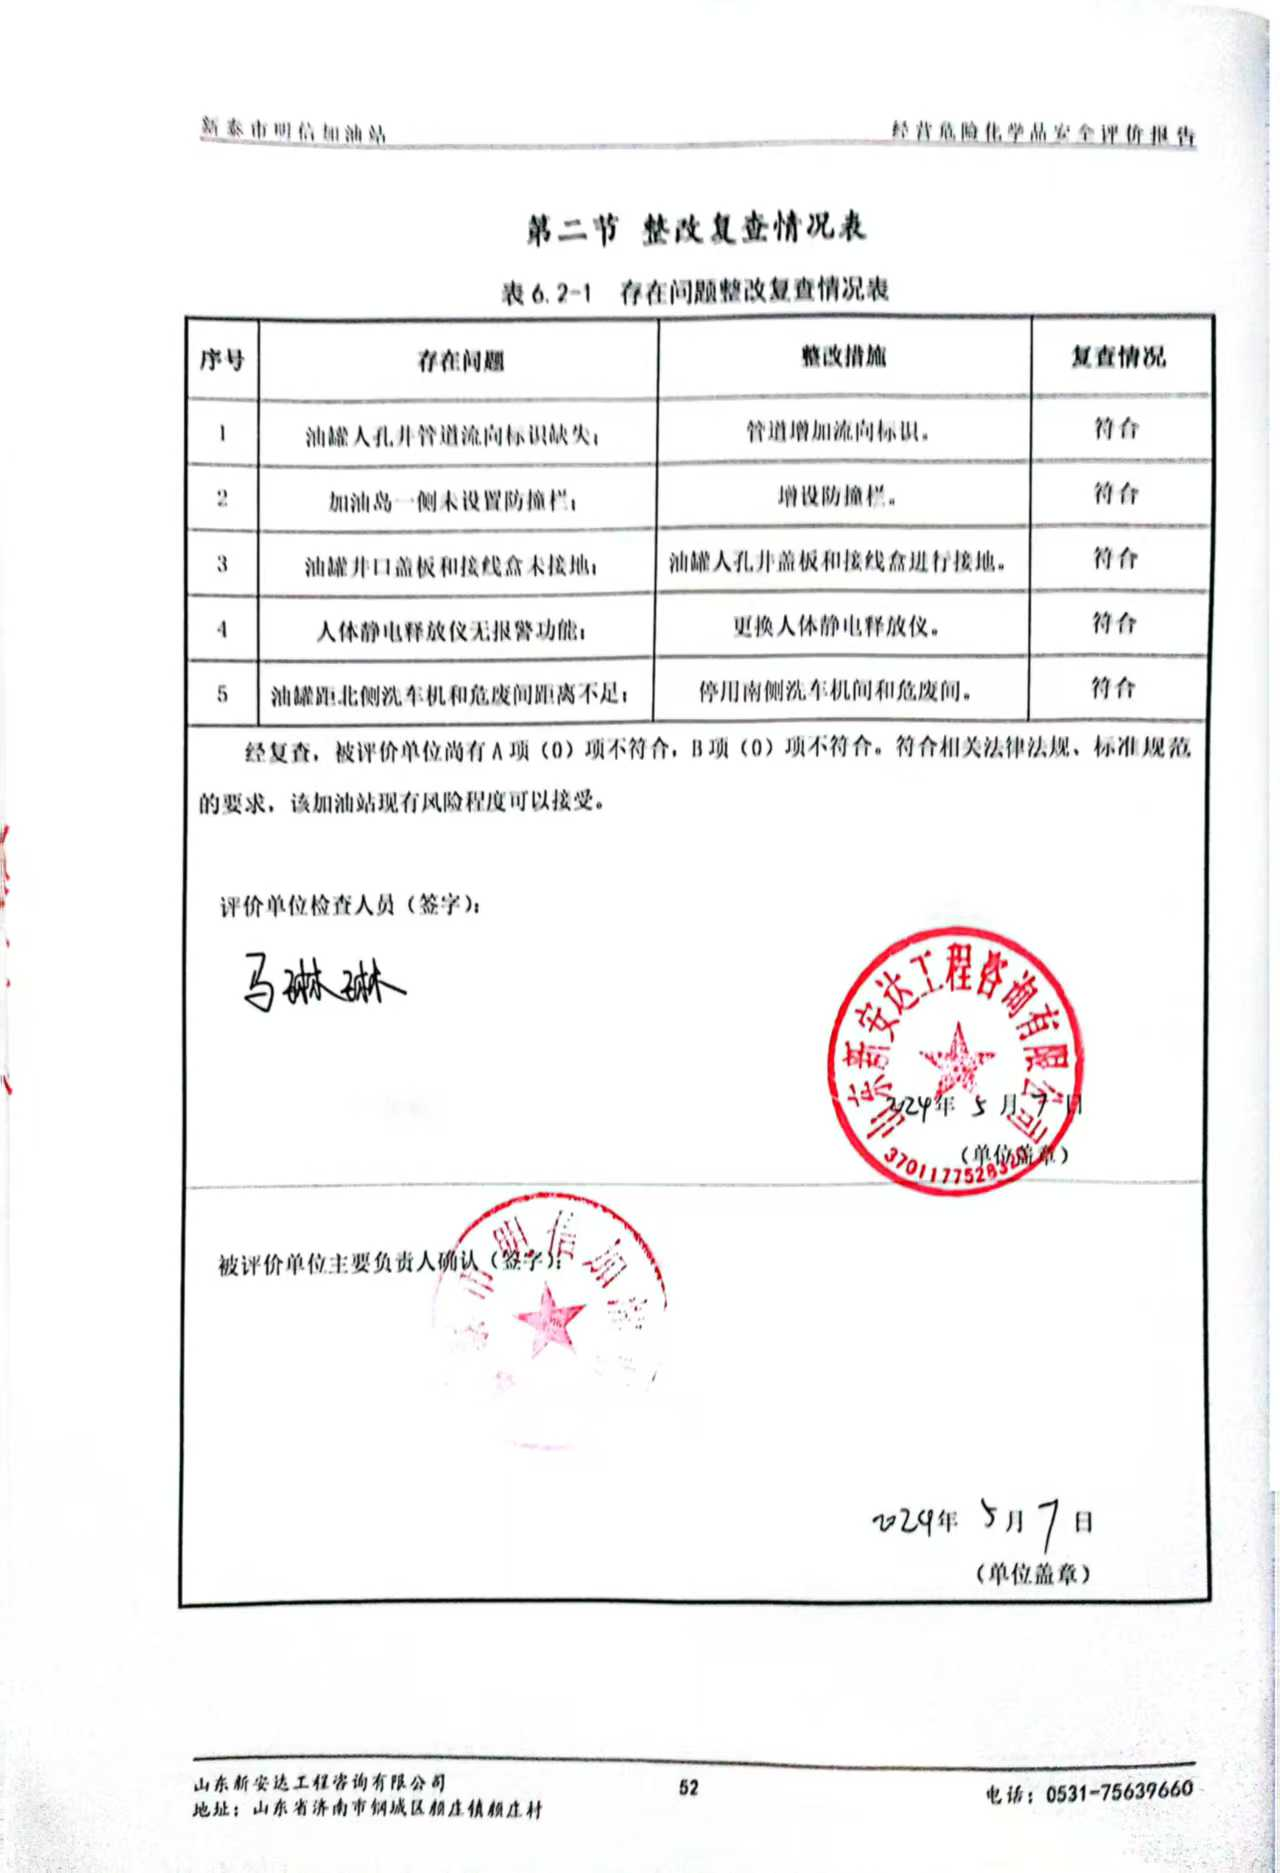 新泰市明信加油站 经营危险化学品安全评价报告
第二节 整改复查情况表
表6.2-1 存在问题整改复查情况表
序号 存在问题 整改措施 复查情况
1 油罐人孔井管道流向标识缺失； 管道增加流向标识。 符合
2 加油岛一侧未设置防撞栏； 增设防撞栏。 符合
3 油罐井口盖板和接线盒未接地； 油罐人孔井盖板和接线盒进行接地。 符合
4 人体静电释放仪无报警功能； 更换人体静电释放仪。 符合
5 油罐距北侧洗车机和危废间距离不足； 停用南侧洗车机间和危废间。 符合
经复查，被评价单位尚有A项（0）项不符合，B项（0）项不符合。符合相关法律法规、标准规范
的要求，该加油站现有风险程度可以接受。
评价单位检查人员（签字）：
马琳琳
山东新安达工程咨询有限公司
2024年 5月 7日
（单位盖章）
被评价单位主要负责人确认（签字）：
市明信加
2024年 5月 7日
（单位盖章）
山东新安达工程咨询有限公司 52 电话：0531-75639660
地址：山东省济南市钢城区颜庄镇颜庄村